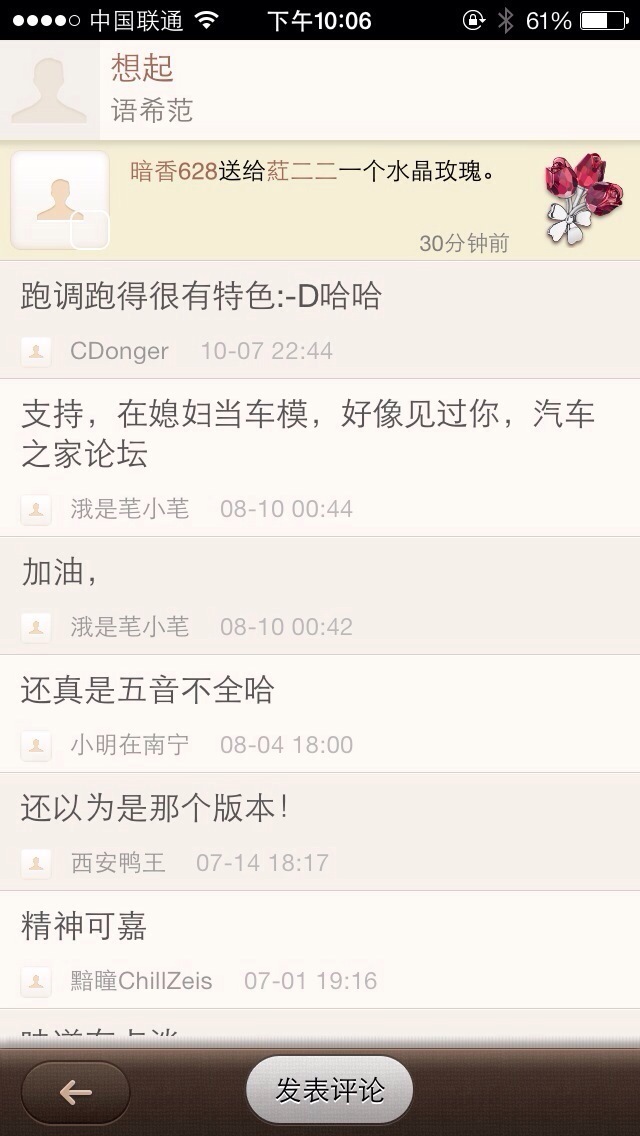 中国联通
下午10:06
61%
想起
语希范
暗香628送给葒二二一个水晶玫瑰。
30分钟前
跑调跑得很有特色:-D哈哈
CDonger 10-07 22:44
支持，在媳妇当车模，好像见过你，汽车
之家论坛
涐是芼小芼 08-10 00:44
加油，
涐是芼小芼 08-10 00:42
还真是五音不全哈
小明在南宁 08-04 18:00
还以为是那个版本！
西安鸭王 07-14 18:17
精神可嘉
黯瞳ChillZeis 07-01 19:16
发表评论